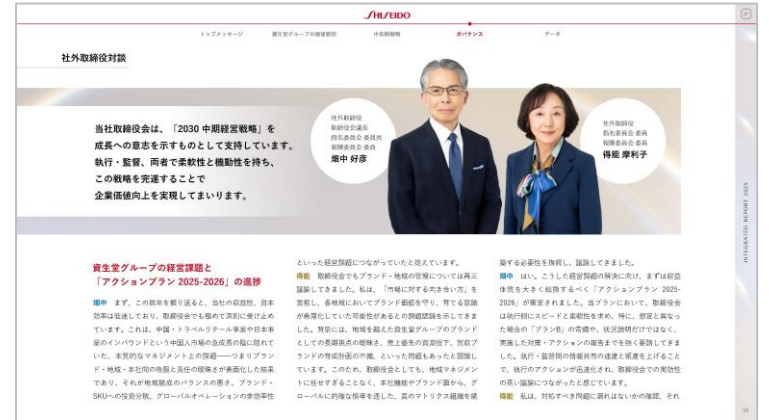 SHISEIDO
トップメッセージ
資生堂グループの価値創造
中長期戦略
ガバナンス
データ
社外取締役対談
当社取締役会は、「2030 中期経営戦略」を
成長への意志を示すものとして支持しています。
執行・監督、両者で柔軟性と機動性を持ち、
この戦略を完遂することで
企業価値向上を実現してまいります。
社外取締役
取締役会議長
指名委員会 委員長
報酬委員会 委員
畑中 好彦
社外取締役
指名委員会 委員
報酬委員会 委員
得能 摩利子
資生堂グループの経営課題と
「アクションプラン 2025-2026」の進捗
畑中 まず、この数年を振り返ると、当社の収益性、資本
効率は低迷しており、取締役会でも極めて深刻に受け止め
ています。これは、中国・トラベルリテール事業や日本事
業のインバウンドという中国人市場の急成長の陰に隠れて
いた、本質的なマネジメント上の課題――つまりブランド
・地域・本社間の権限と責任の曖昧さが表面化した結果
であり、それが地域構成のバランスの悪さ、ブランド・
SKUへの投資分散、グローバルオペレーションの非効率性
といった経営課題につながっていたと捉えています。
得能 取締役会でもブランド・地域の管理については再三
議論してきました。私は、「市場に対する向き合い方」を
重視し、各地域においてブランド価値を守り、育てる意識
が希薄化していた可能性があるとの問題認識を示してきま
した。背景には、地域を超えた資生堂グループのブランド
としての長期視点の曖昧さ、売上優先の資源投下、買収ブ
ランドの育成計画の不備、といった問題もあったと認識し
ています。このため、取締役会としても、地域マネジメン
トに任せすぎることなく、本社機能やブランド側から、グ
ローバルに的確な横串を通した、真のマトリクス組織を構
築する必要性を指摘し、議論してきました。
畑中 はい。こうした経営課題の解決に向け、まずは収益
体質を大きく転換するべく「アクションプラン 2025-
2026」が策定されました。当プランにおいて、取締役会
は執行側にスピードと柔軟性を求め、特に、想定と異なっ
た場合の「プランB」の常備や、状況説明だけではなく、
実施した対策・アクションの報告までを強く要請してきま
した。執行・監督間の情報共有の速度と頻度を上げること
で、執行のアクションが迅速化され、取締役会での実効性
の高い議論につながったと感じています。
得能 私は、対処すべき問題に漏れはないかの確認、それ
INTEGRATED REPORT 2025